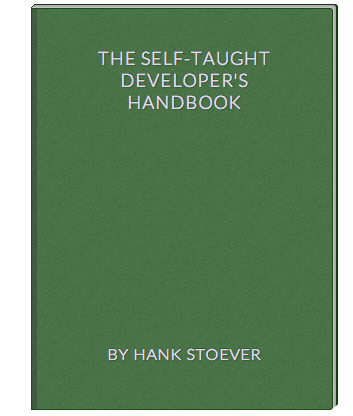 THE SELF-TAUGHT
DEVELOPER'S
HANDBOOK
BY HANK STOEVER